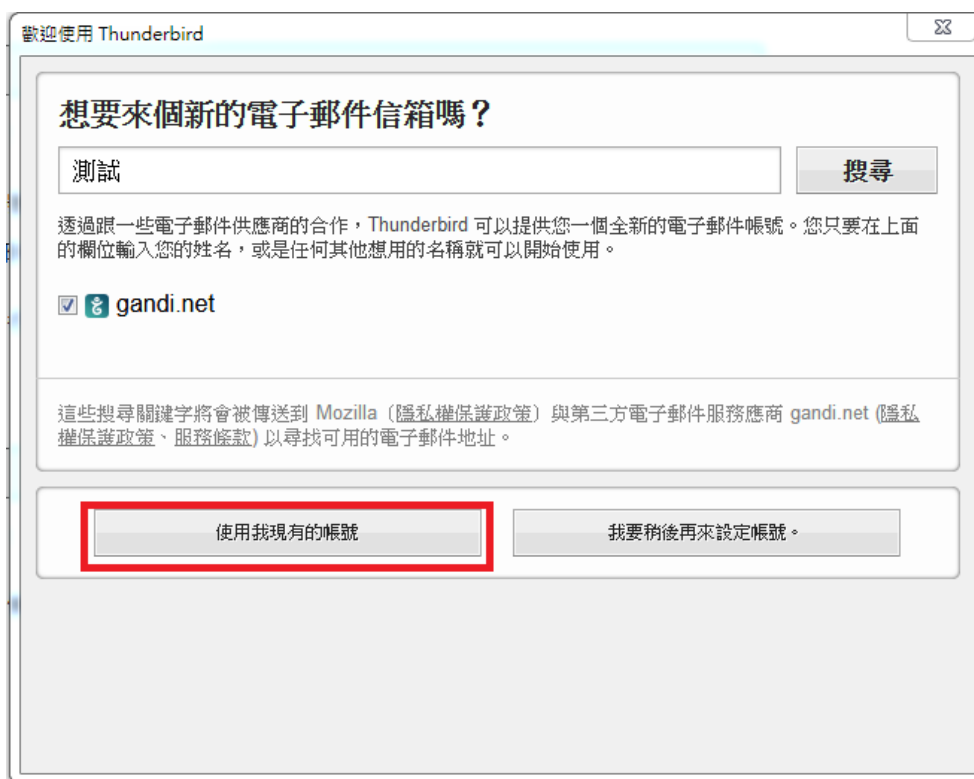 歡迎使用 Thunderbird
想要來個新的電子郵件信箱嗎？
測試
搜尋
透過跟一些電子郵件供應商的合作，Thunderbird 可以提供您一個全新的電子郵件帳號。您只要在上面
的欄位輸入您的姓名，或是任何其他想用的名稱就可以開始使用。
gandi.net
這些搜尋關鍵字將會被傳送到 Mozilla（隱私權保護政策）與第三方電子郵件服務應商 gandi.net (隱私
權保護政策、服務條款) 以尋找可用的電子郵件地址。
使用我現有的帳號
我要稍後再來設定帳號。